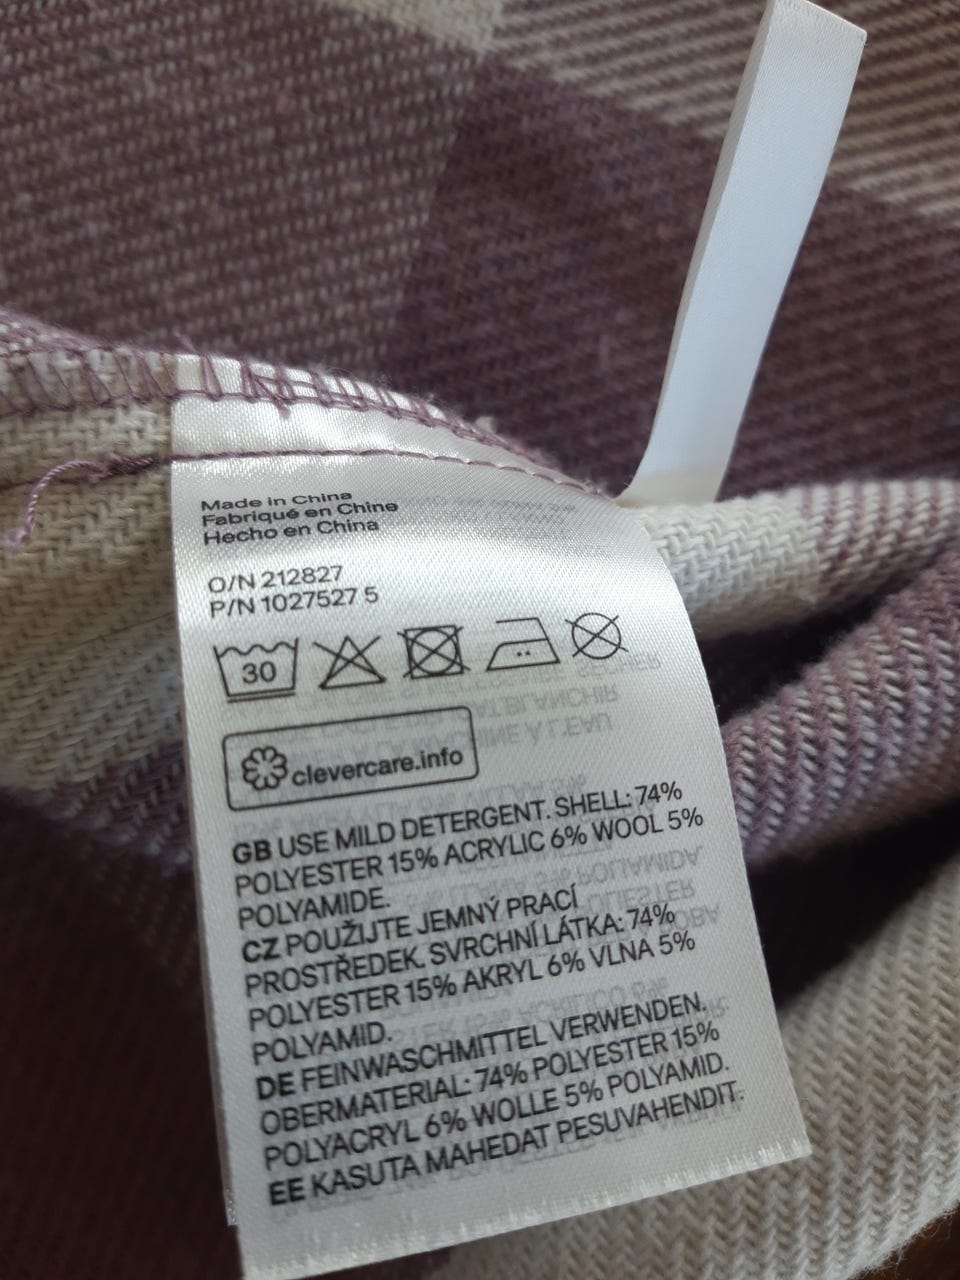 Made in China
Fabriqué en Chine
Hecho en China
O/N 212827
P/N 1027527 5
30
clevercare.info
GB USE MILD DETERGENT. SHELL: 74%
POLYESTER 15% ACRYLIC 6% WOOL 5%
POLYAMIDE.
CZ POUŽIJTE JEMNÝ PRACÍ
PROSTŘEDEK. SVRCHNÍ LÁTKA: 74%
POLYESTER 15% AKRYL 6% VLNA 5%
POLYAMID.
DE FEINWASCHMITTEL VERWENDEN.
OBERMATERIAL: 74% POLYESTER 15%
POLYACRYL 6% WOLLE 5% POLYAMID.
EE KASUTA MAHEDAT PESUVAHENDIT.